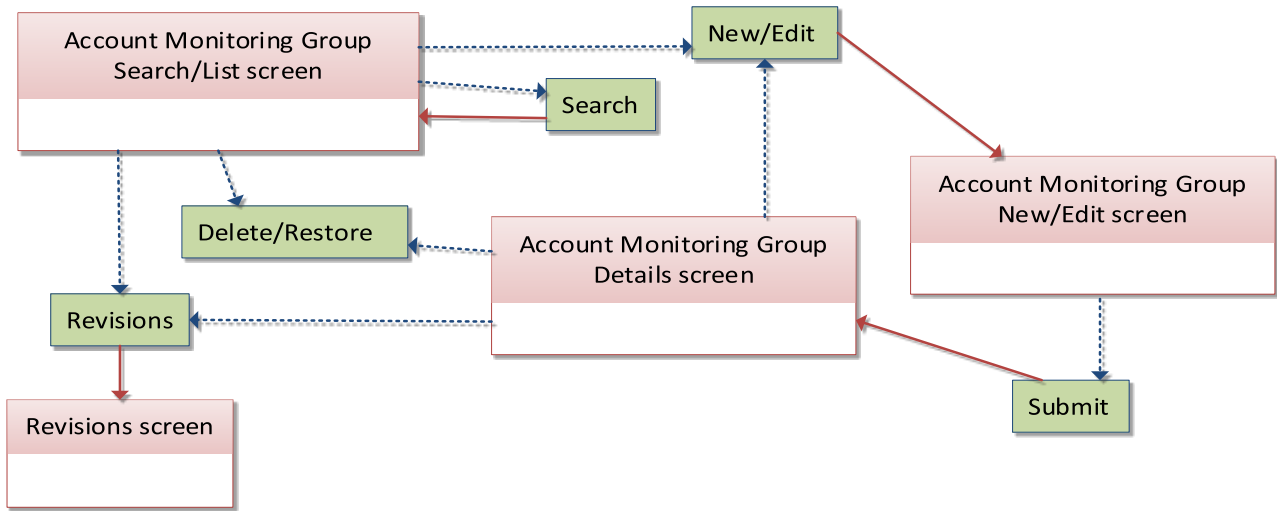 Account Monitoring Group
Search/List screen
New/Edit
Search
Account Monitoring Group
New/Edit screen
Delete/Restore
Account Monitoring Group
Details screen
Revisions
Submit
Revisions screen